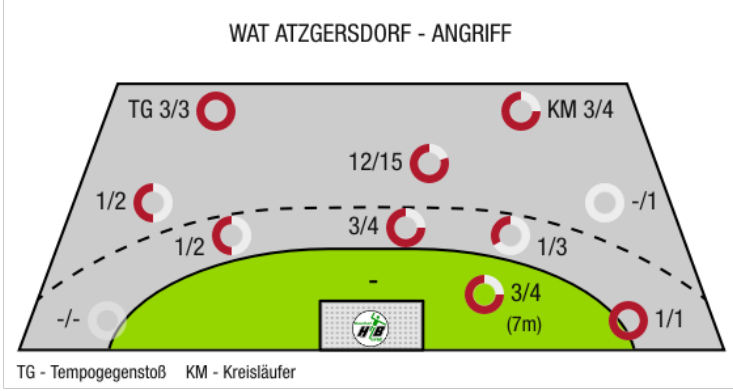 WAT ATZGERSDORF - ANGRIFF
TG 3/3
KM 3/4
12/15
1/2
-/1
3/4
1/2
1/3
-
3/4
(7m)
-/-
1/1
TG - Tempogegenstoß KM - Kreisläufer